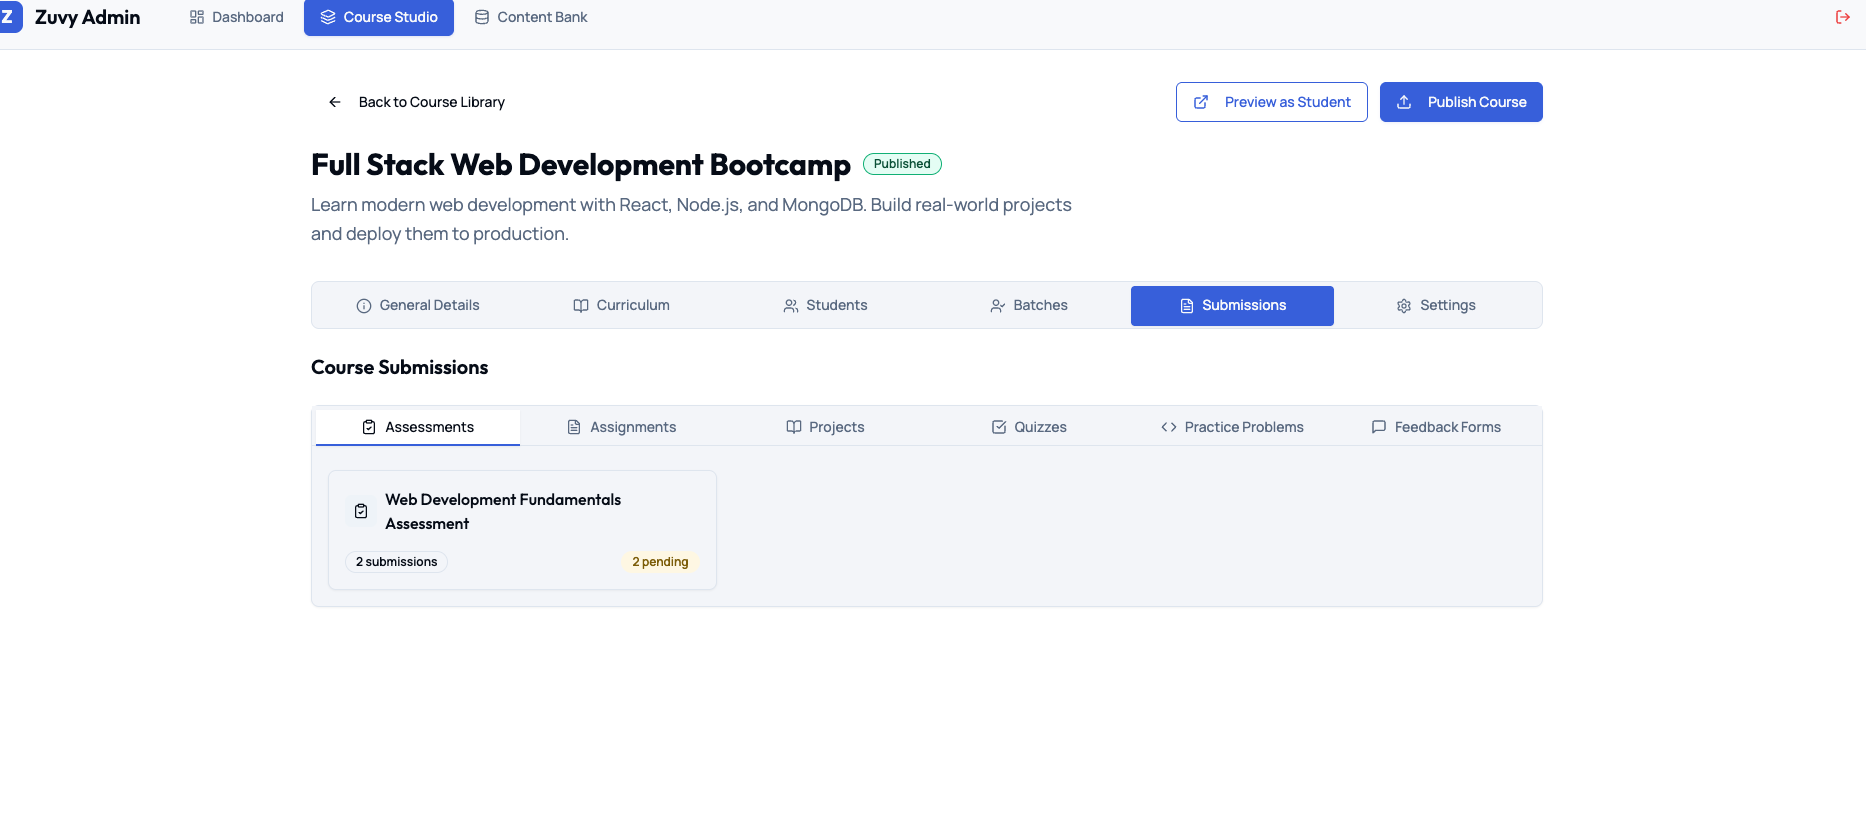 Z Zuvy Admin Dashboard Course Studio Content Bank
Back to Course Library Preview as Student Publish Course
Full Stack Web Development Bootcamp Published
Learn modern web development with React, Node.js, and MongoDB. Build real-world projects
and deploy them to production.
General Details Curriculum Students Batches Submissions Settings
Course Submissions
Assessments Assignments Projects Quizzes Practice Problems Feedback Forms
Web Development Fundamentals
Assessment
2 submissions 2 pending